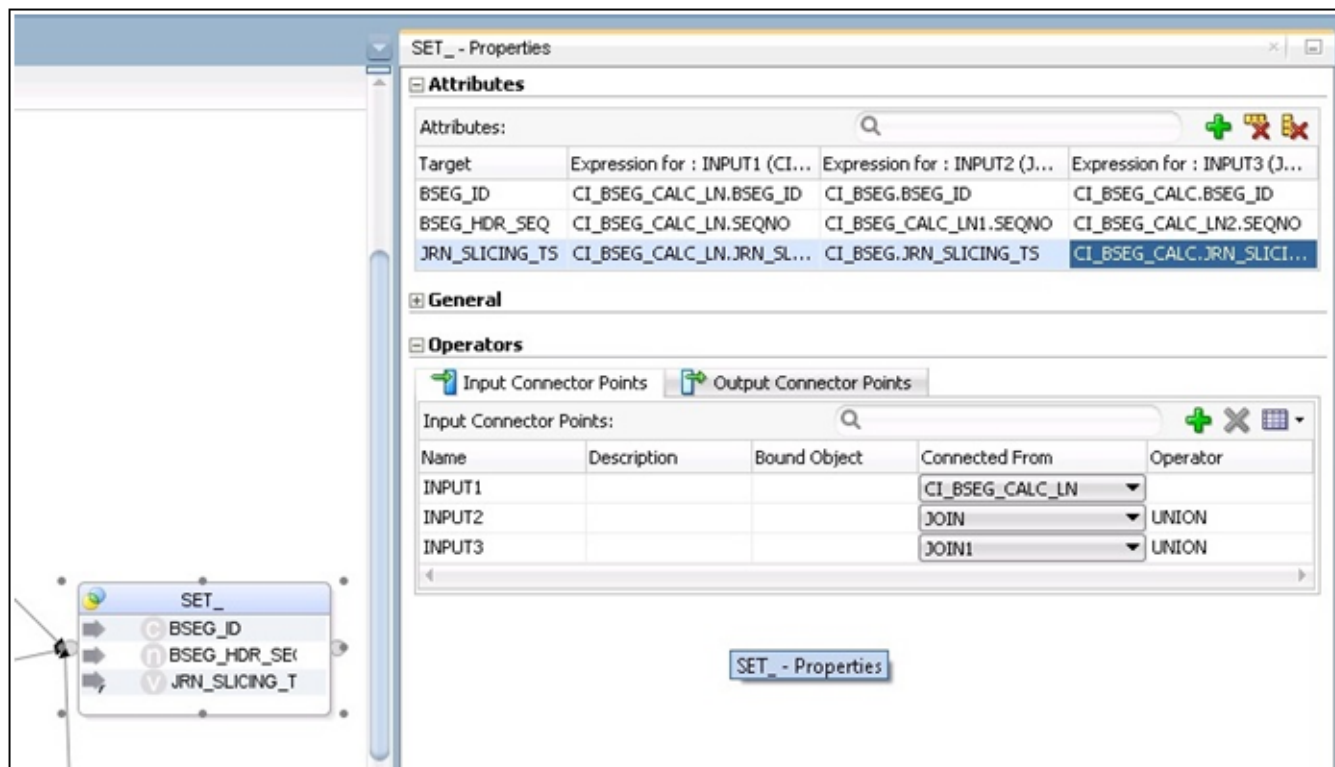 SET_ - Properties
Attributes
Attributes:
Target Expression for : INPUT1 (CI... Expression for : INPUT2 (J... Expression for : INPUT3 (J...
BSEG_ID CI_BSEG_CALC_LN.BSEG_ID CI_BSEG.BSEG_ID CI_BSEG_CALC.BSEG_ID
BSEG_HDR_SEQ CI_BSEG_CALC_LN.SEQNO CI_BSEG_CALC_LN1.SEQNO CI_BSEG_CALC_LN2.SEQNO
JRN_SLICING_TS CI_BSEG_CALC_LN.JRN_SL... CI_BSEG.JRN_SLICING_TS CI_BSEG_CALC.JRN_SLICI...
General
Operators
Input Connector Points Output Connector Points
Input Connector Points:
Name Description Bound Object Connected From Operator
INPUT1 CI_BSEG_CALC_LN
INPUT2 JOIN UNION
INPUT3 JOIN1 UNION
SET_
C BSEG_ID
n BSEG_HDR_SE(
V JRN_SLICING_T
SET_ - Properties